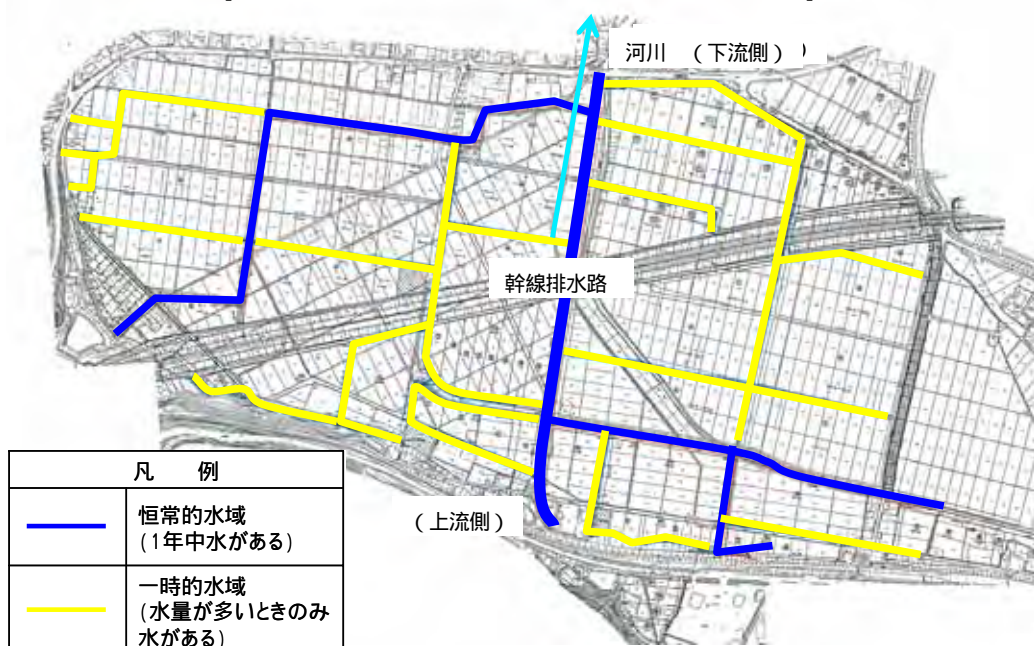 河川 （下流側）)
幹線排水路
（上流側）
凡 例
恒常的水域
(1年中水がある)
一時的水域
(水量が多いときのみ
水がある)